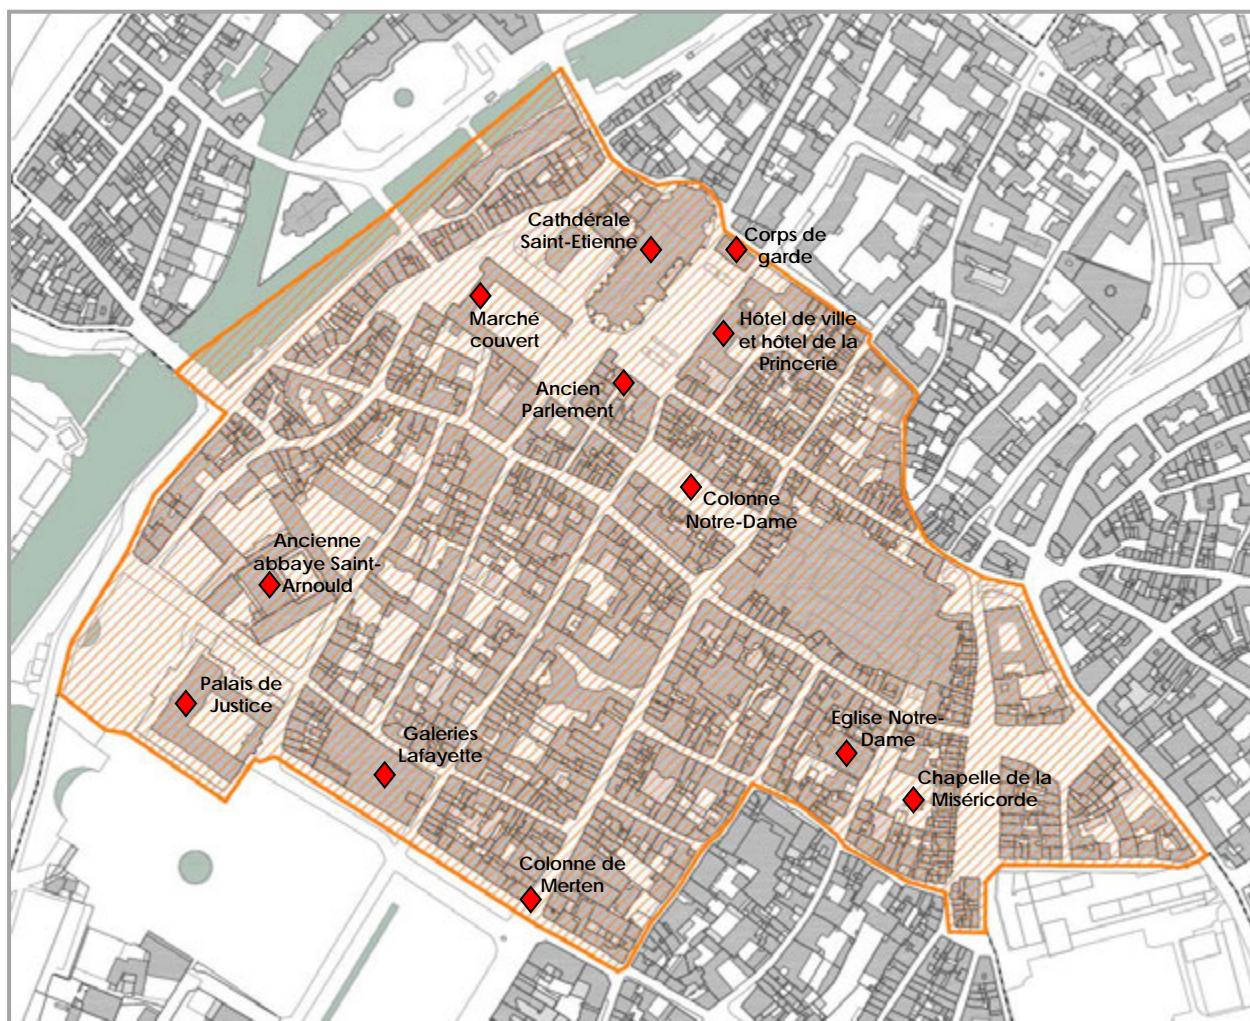 Cathdérale
Saint-Etienne
Corps de
garde
Marché
couvert
Hôtel de ville
et hôtel de la
Princerie
Ancien
Parlement
Colonne
Notre-Dame
Ancienne
abbaye Saint-
Arnould
Palais de
Justice
Galeries
Lafayette
Eglise Notre-
Dame
Chapelle de la
Miséricorde
Colonne de
Merten